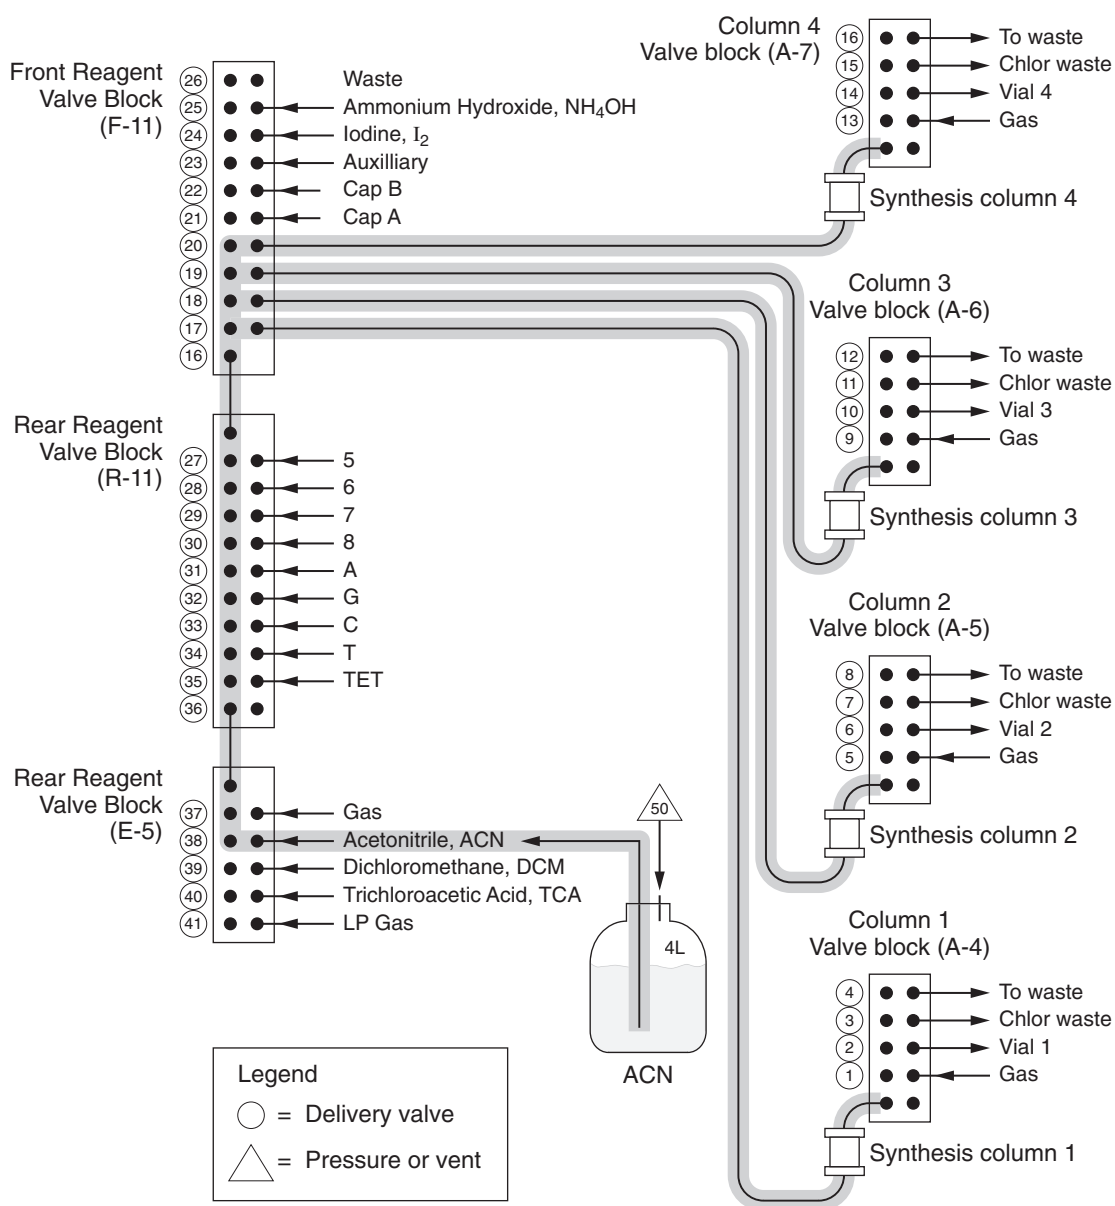 Front Reagent
Valve Block
(F-11)
26 Waste
25 Ammonium Hydroxide, NH4OH
24 Iodine, I2
23 Auxilliary
22 Cap B
21 Cap A
20
19
18
17
16
Rear Reagent
Valve Block
(R-11)
27 5
28 6
29 7
30 8
31 A
32 G
33 C
34 T
35 TET
36
Rear Reagent
Valve Block
(E-5)
37 Gas
38 Acetonitrile, ACN
39 Dichloromethane, DCM
40 Trichloroacetic Acid, TCA
41 LP Gas
50
4L
ACN
Legend
= Delivery valve
= Pressure or vent
Column 4
Valve block (A-7)
16 To waste
15 Chlor waste
14 Vial 4
13 Gas
Synthesis column 4
Column 3
Valve block (A-6)
12 To waste
11 Chlor waste
10 Vial 3
9 Gas
Synthesis column 3
Column 2
Valve block (A-5)
8 To waste
7 Chlor waste
6 Vial 2
5 Gas
Synthesis column 2
Column 1
Valve block (A-4)
4 To waste
3 Chlor waste
2 Vial 1
1 Gas
Synthesis column 1